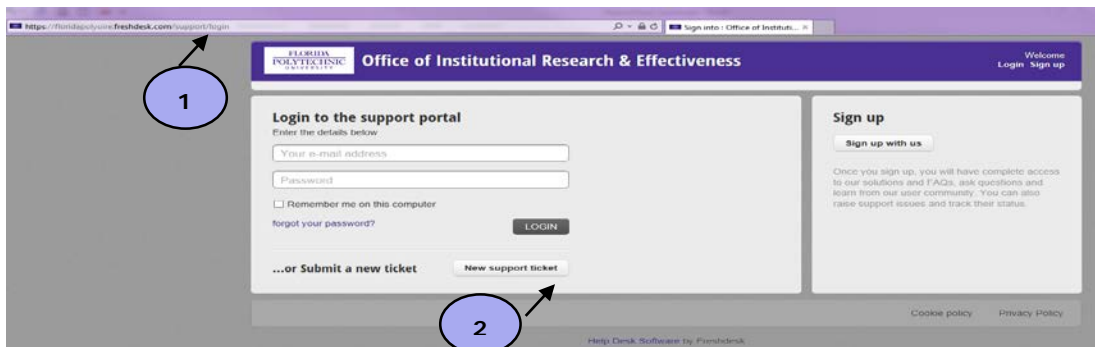 https://floridapolyoire.freshdesk.com/support/login
Sign into : Office of Instituti...
FLORIDA
POLYTECHNIC
UNIVERSITY
Office of Institutional Research & Effectiveness
Welcome
Login Sign up
1
Login to the support portal
Enter the details below
Your e-mail address
Password
Remember me on this computer
forgot your password?
LOGIN
...or Submit a new ticket
New support ticket
2
Sign up
Sign up with us
Once you sign up, you will have complete access
to our solutions and FAQs, ask questions and
learn from our user community. You can also
raise support issues and track their status.
Cookie policy
Privacy Policy
Help Desk Software by Freshdesk